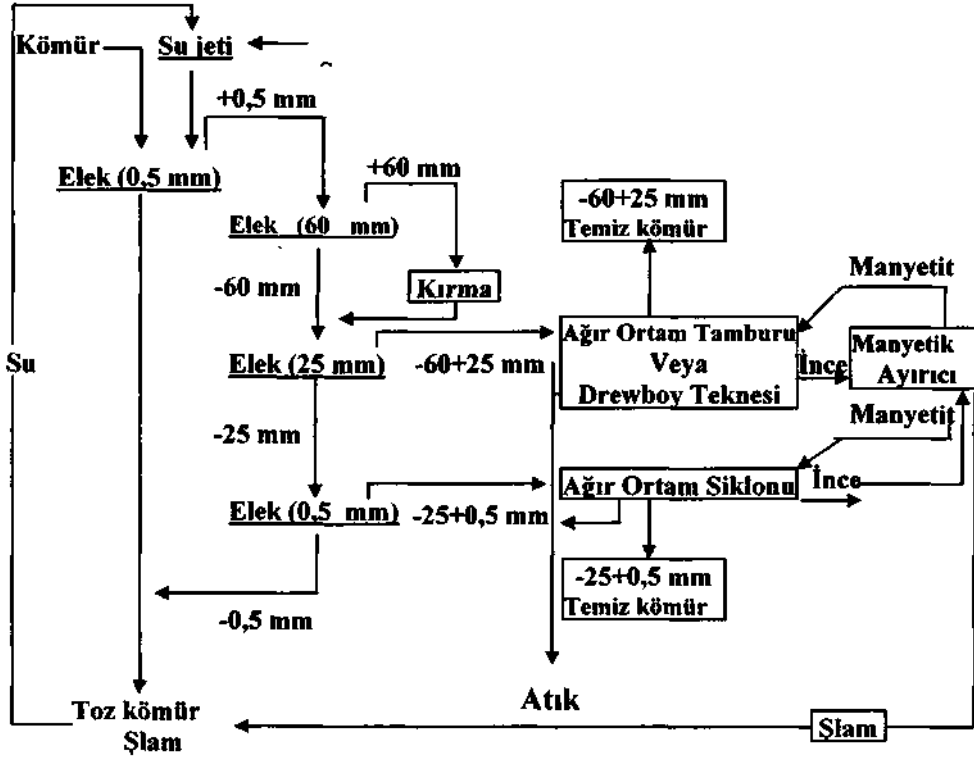 Kömür
Su jeti
+0,5 mm
+60 mm
Elek (0,5 mm)
-60+25 mm
Temiz kömür
Elek (60 mm)
Manyetit
-60 mm
Kırma
Ağır Ortam Tamburu
Veya
Drewboy Teknesi
İnce
Manyetik
Ayırıcı
Su
Elek (25 mm)
-60+25 mm
Manyetit
-25 mm
Ağır Ortam Siklonu
İnce
Elek (0,5 mm)
-25+0,5 mm
-25+0,5 mm
Temiz kömür
-0,5 mm
Atık
Toz kömür
Şlam
Şlam